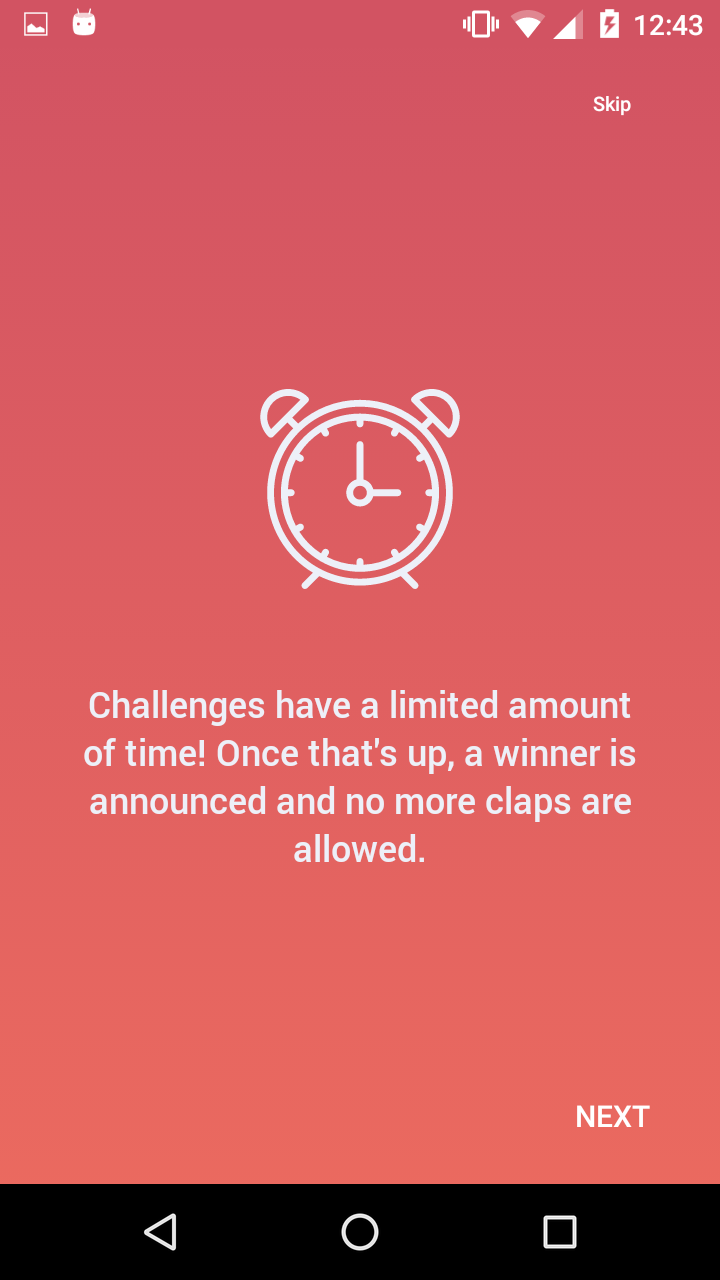 12:43
Skip
Challenges have a limited amount
of time! Once that's up, a winner is
announced and no more claps are
allowed.
NEXT